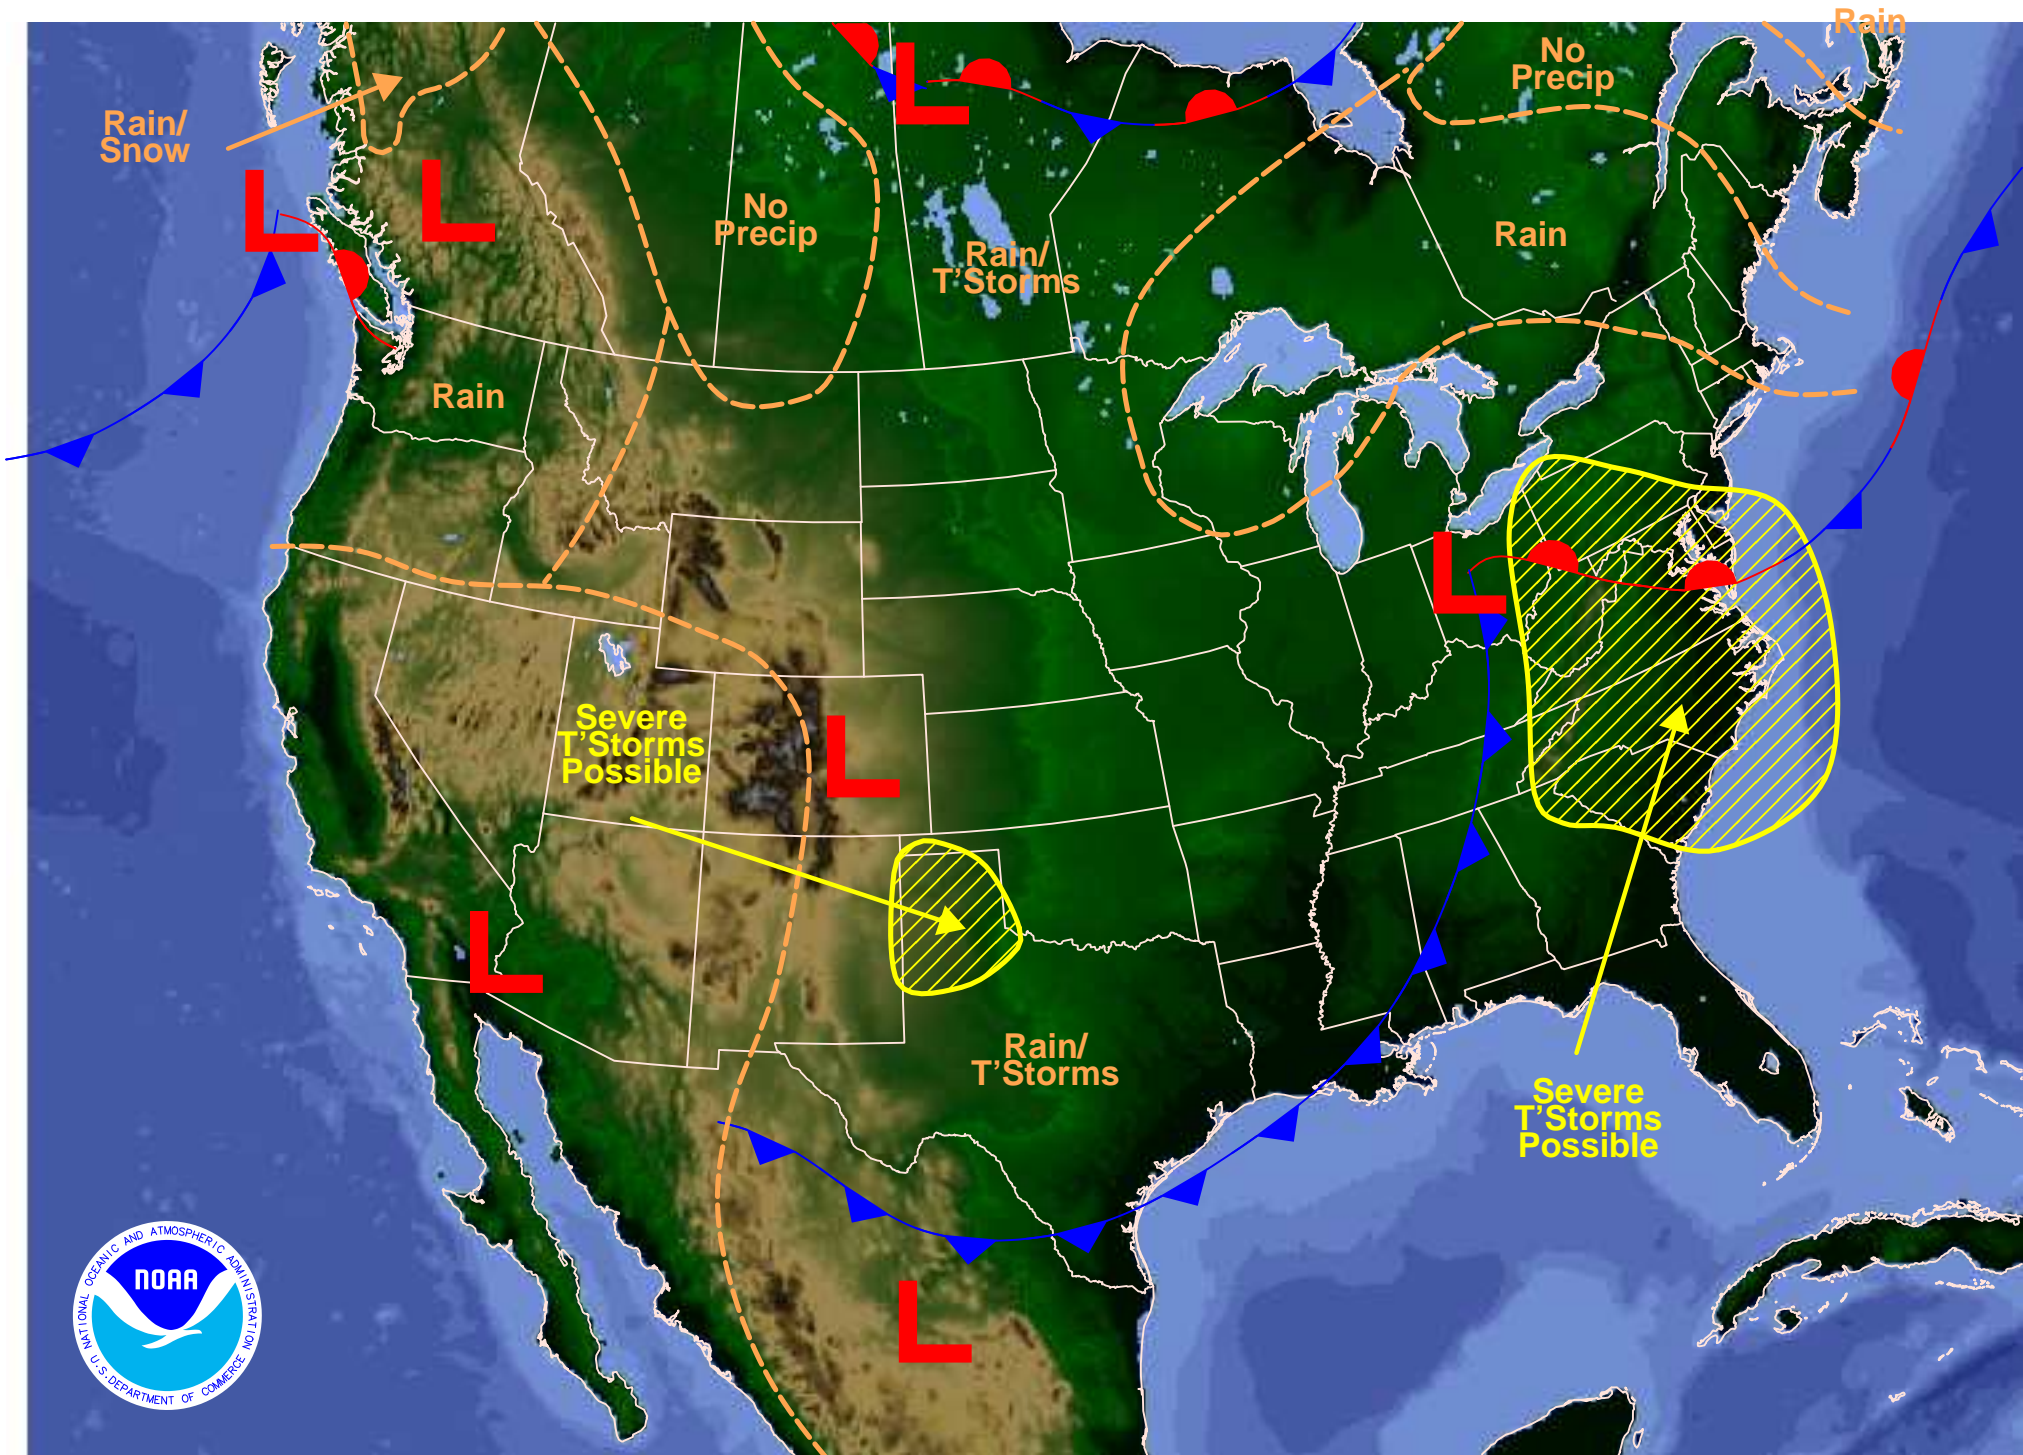 Rain
No
Precip
Rain/
Snow
L
L
L
No
Precip
Rain/
T'Storms
Rain
Rain
L
Severe
T'Storms
Possible
L
L
Rain/
T'Storms
Severe
T'Storms
Possible
L
NOAA
NATIONAL OCEANIC AND ATMOSPHERIC ADMINISTRATION
U.S. DEPARTMENT OF COMMERCE